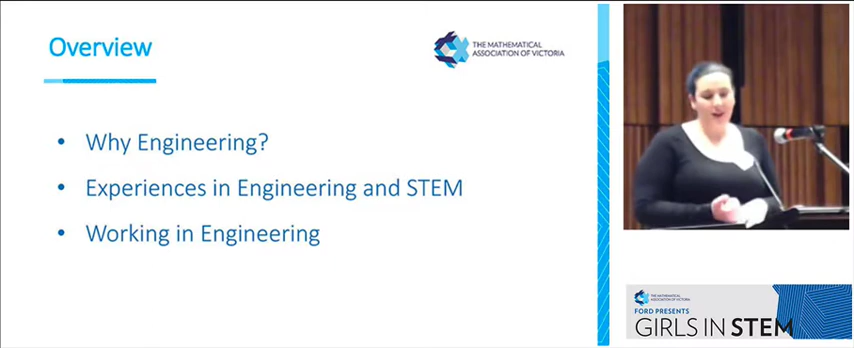 Overview
THE MATHEMATICAL
ASSOCIATION OF VICTORIA
• Why Engineering?
• Experiences in Engineering and STEM
• Working in Engineering
THE MATHEMATICAL
ASSOCIATION OF VICTORIA
FORD PRESENTS
GIRLS IN STEM